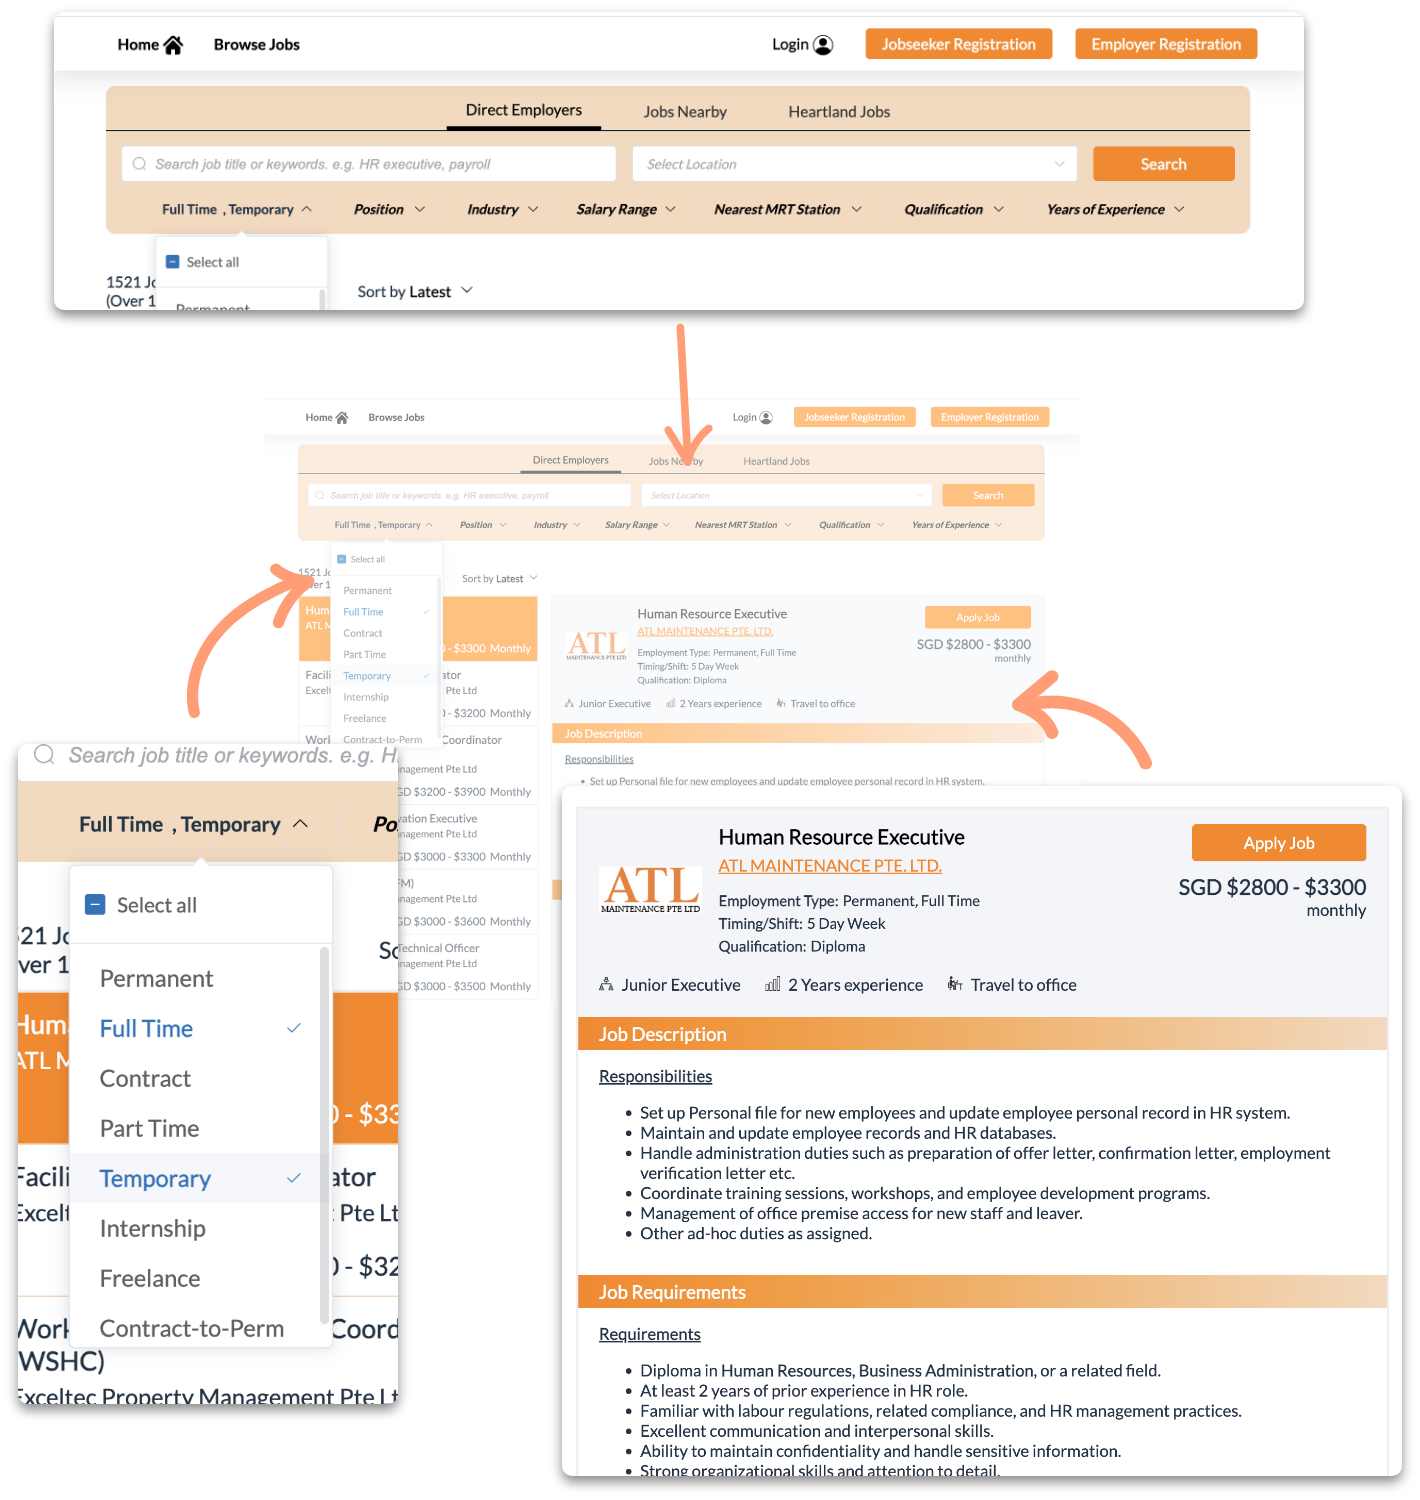 Home
Browse Jobs
Login
Jobseeker Registration
Employer Registration
Direct Employers
Jobs Nearby
Heartland Jobs
Search job title or keywords. e.g. HR executive, payroll
Select Location
Search
Full Time , Temporary
Position
Industry
Salary Range
Nearest MRT Station
Qualification
Years of Experience
Select all
1521 Jo
(Over 1
Sort by Latest
Permanent
Home
Browse Jobs
Login
Jobseeker Registration
Employer Registration
Direct Employers
Jobs Nearby
Heartland Jobs
Search job title or keywords. e.g. HR executive, payroll
Select Location
Search
Full Time , Temporary
Position
Industry
Salary Range
Nearest MRT Station
Qualification
Years of Experience
Select all
1521 Jo
ver 1
Sort by Latest
Permanent
Full Time
Contract
Part Time
Temporary
Internship
Freelance
Contract-to-Perm
Hum
ATL M
0 - $3300 Monthly
Facili
ator
Excelt
Pte Ltd
0 - $3200 Monthly
Work
Coordinator
nagement Pte Ltd
GD $3200 - $3900 Monthly
vation Executive
nagement Pte Ltd
GD $3000 - $3300 Monthly
FM)
nagement Pte Ltd
GD $3000 - $3600 Monthly
Technical Officer
nagement Pte Ltd
GD $3000 - $3500 Monthly
ATL
MAINTENANCE PTE LTD
Human Resource Executive
ATL MAINTENANCE PTE. LTD.
Employment Type: Permanent, Full Time
Timing/Shift: 5 Day Week
Qualification: Diploma
Apply Job
SGD $2800 - $3300
monthly
Junior Executive
2 Years experience
Travel to office
Job Description
Responsibilities
• Set up Personal file for new employees and update employee personal record in HR system.
Search job title or keywords. e.g. H
Full Time , Temporary
Po
Select all
521 Jo
ver 1
So
Permanent
Full Time
Contract
Part Time
Temporary
Internship
Freelance
Contract-to-Perm
Huma
ATL M
0 - $33
Facili
ator
Excelt
Pte Lt
0 - $32
Work
Coord
WSHC)
Exceltec Property Management Pte Lt
ATL
MAINTENANCE PTE LTD
Human Resource Executive
ATL MAINTENANCE PTE. LTD.
Employment Type: Permanent, Full Time
Timing/Shift: 5 Day Week
Qualification: Diploma
Apply Job
SGD $2800 - $3300
monthly
Junior Executive
2 Years experience
Travel to office
Job Description
Responsibilities
• Set up Personal file for new employees and update employee personal record in HR system.
• Maintain and update employee records and HR databases.
• Handle administration duties such as preparation of offer letter, confirmation letter, employment
verification letter etc.
• Coordinate training sessions, workshops, and employee development programs.
• Management of office premise access for new staff and leaver.
• Other ad-hoc duties as assigned.
Job Requirements
Requirements
• Diploma in Human Resources, Business Administration, or a related field.
• At least 2 years of prior experience in HR role.
• Familiar with labour regulations, related compliance, and HR management practices.
• Excellent communication and interpersonal skills.
• Ability to maintain confidentiality and handle sensitive information.
• Strong organizational skills and attention to detail.